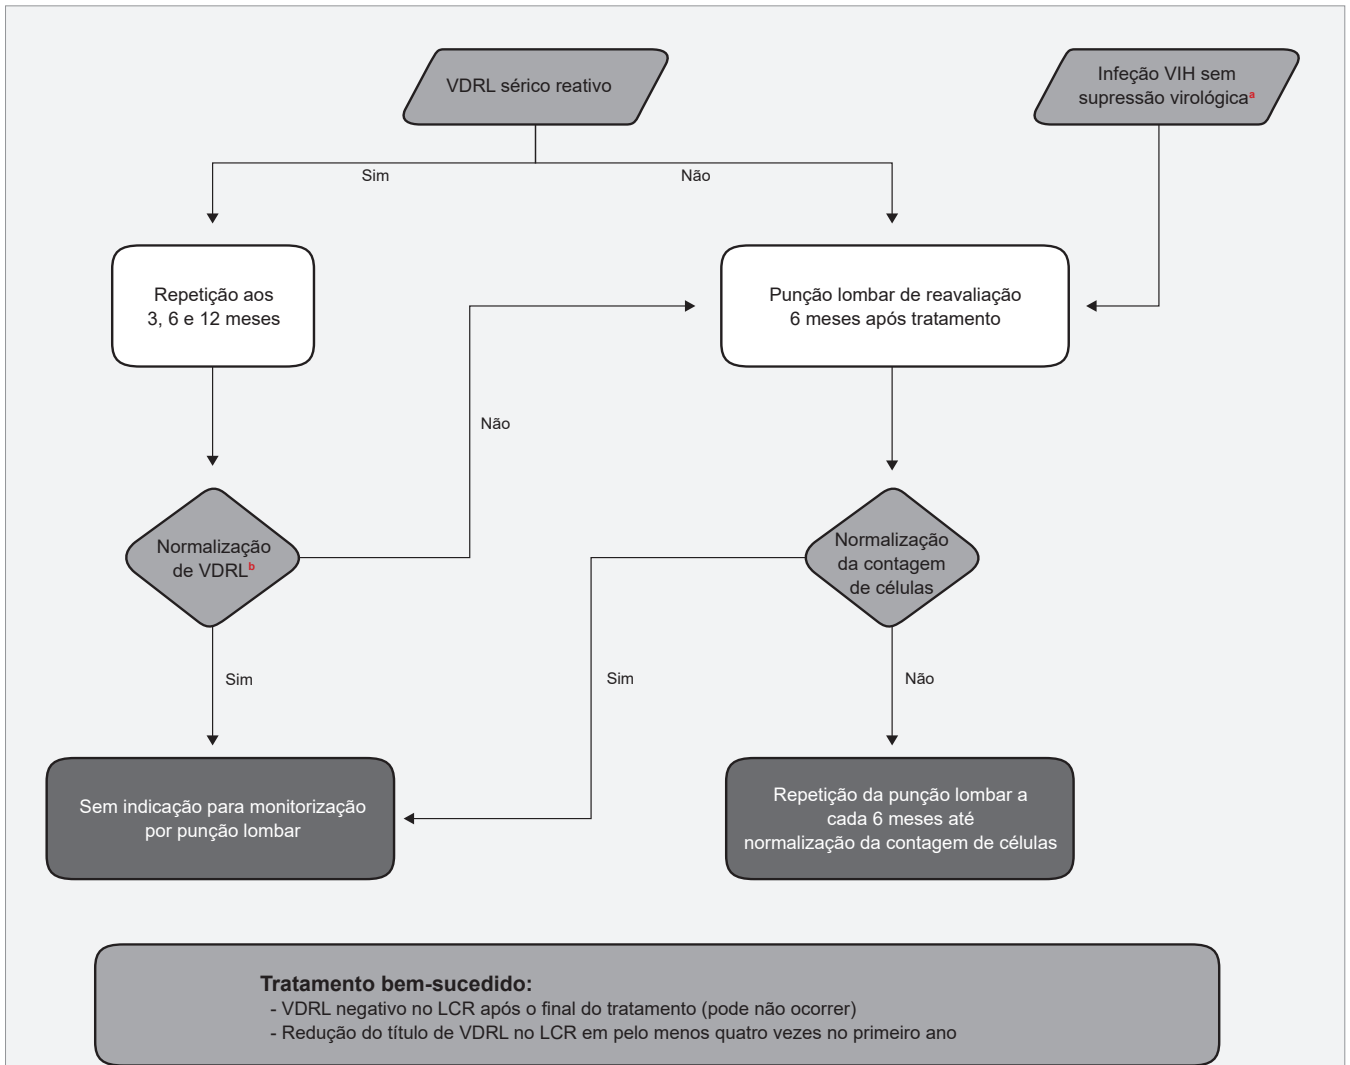 VDRL sérico reativo
Infeção VIH sem
supressão virológicaª
Sim
Não
Repetição aos
3, 6 e 12 meses
Punção lombar de reavaliação
6 meses após tratamento
Não
Normalização
de VDRLᵇ
Normalização
da contagem
de células
Sim
Sim
Não
Sem indicação para monitorização
por punção lombar
Repetição da punção lombar a
cada 6 meses até
normalização da contagem de células
Tratamento bem-sucedido:
- VDRL negativo no LCR após o final do tratamento (pode não ocorrer)
- Redução do título de VDRL no LCR em pelo menos quatro vezes no primeiro ano